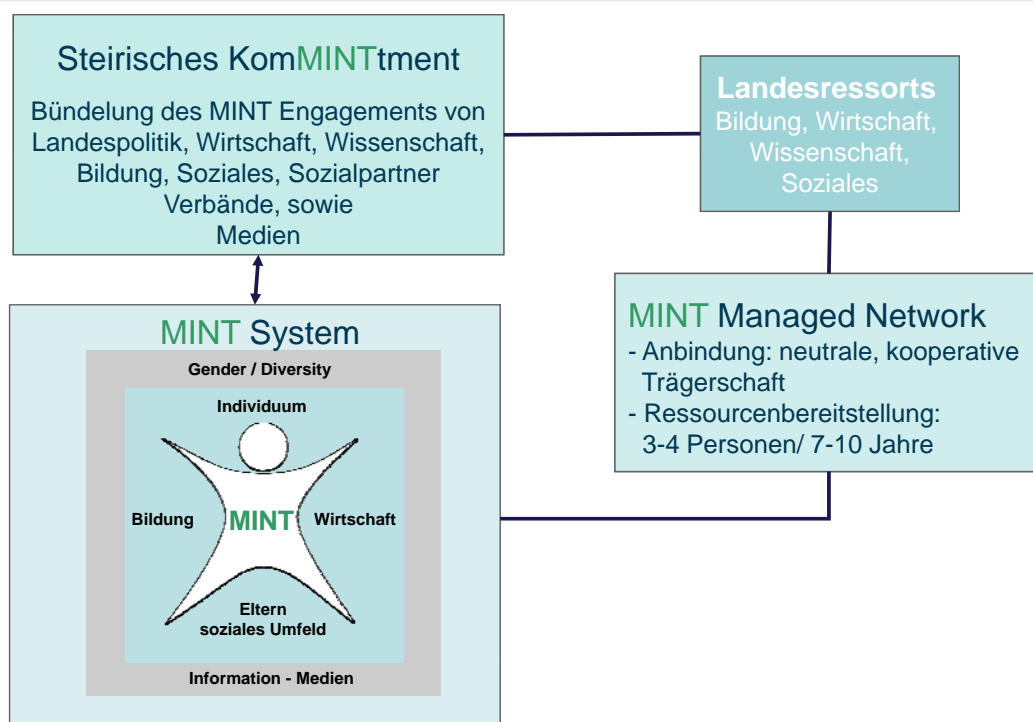 Steirisches KomMINTtment
Bündelung des MINT Engagements von
Landespolitik, Wirtschaft, Wissenschaft,
Bildung, Soziales, Sozialpartner
Verbände, sowie
Medien
Landesressorts
Bildung, Wirtschaft,
Wissenschaft,
Soziales
MINT Managed Network
- Anbindung: neutrale, kooperative
Trägerschaft
- Ressourcenbereitstellung:
3-4 Personen/ 7-10 Jahre
MINT System
Gender / Diversity
Individuum
Bildung
MINT
Wirtschaft
Eltern
soziales Umfeld
Information - Medien